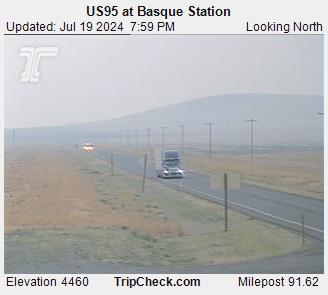 US95 at Basque Station
Updated: Jul 19 2024 7:59 PM Looking North
Elevation 4460 TripCheck.com Milepost 91.62